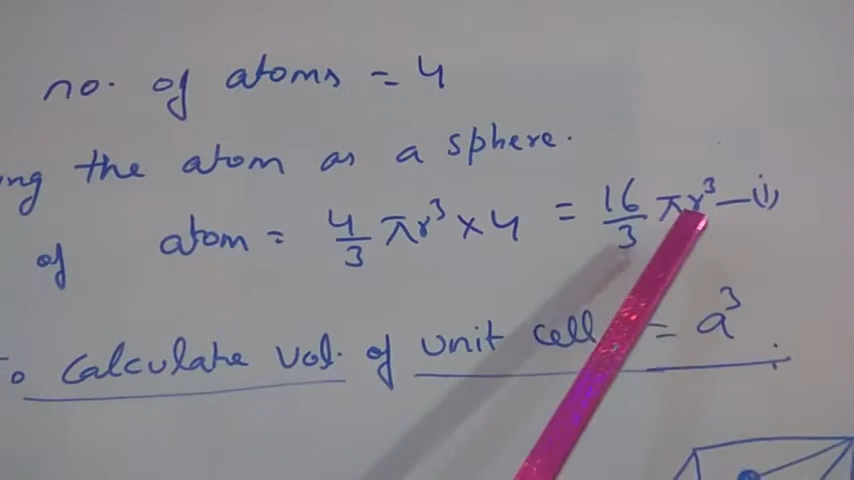 no. of atoms = 4
ng the atom as a sphere.
of atom = 4/3 πr³ × 4 = 16/3 πr³ — (i)
o calculate vol. of unit cell = a³.